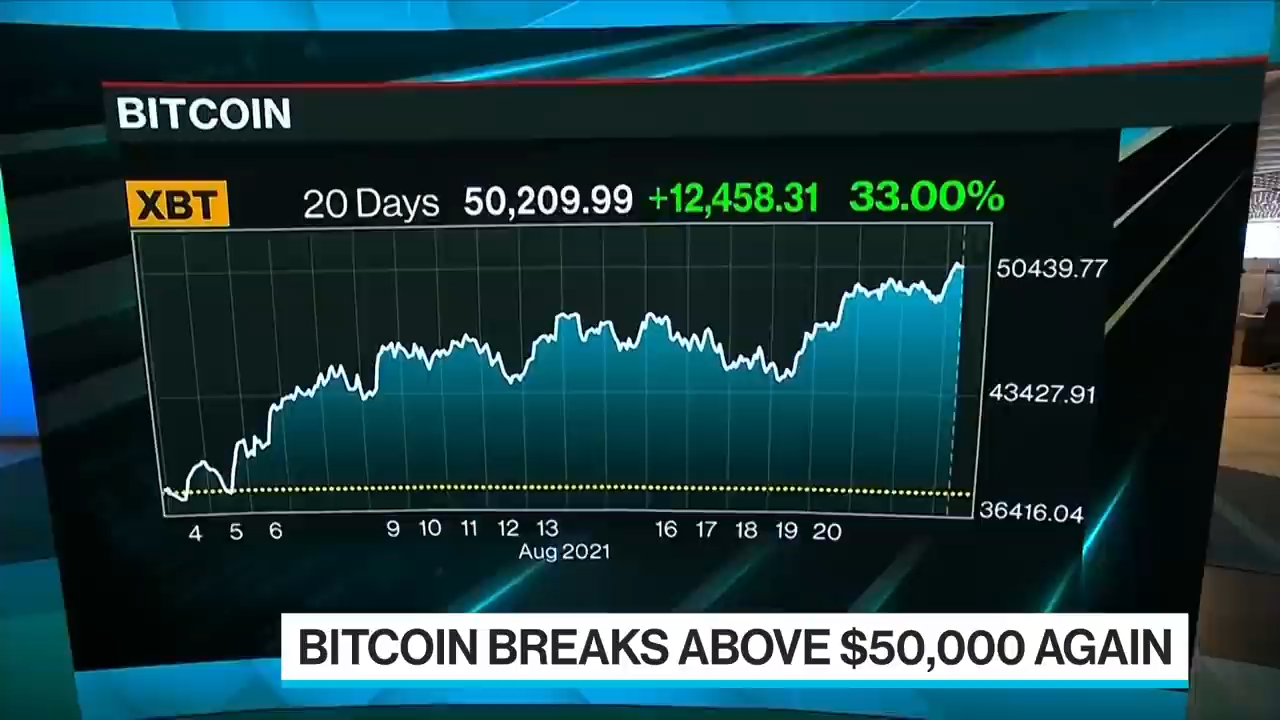 BITCOIN
XBT 20 Days 50,209.99 +12,458.31 33.00%
50439.77
43427.91
36416.04
4 5 6 9 10 11 12 13 16 17 18 19 20
Aug 2021
BITCOIN BREAKS ABOVE $50,000 AGAIN